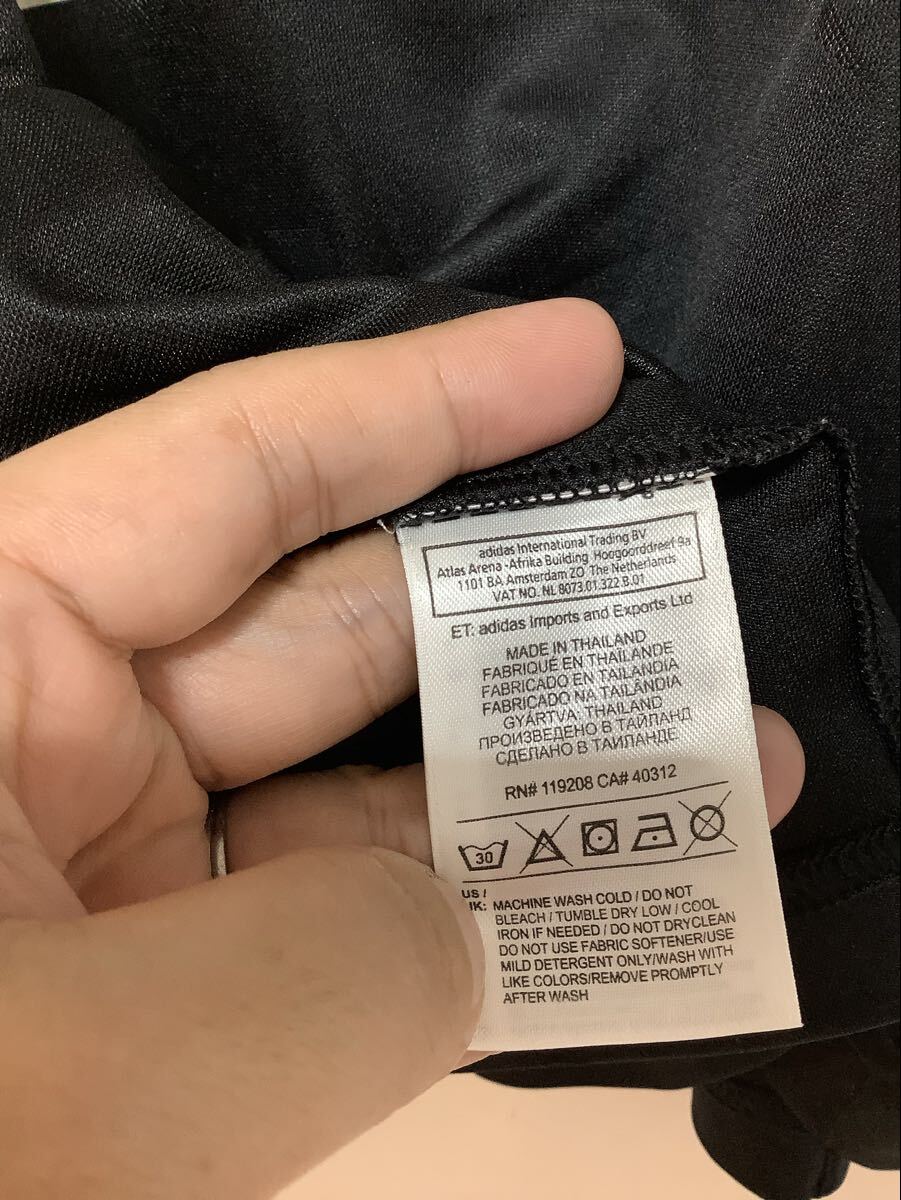 adidas International Trading BV
Atlas Arena -Afrika Building Hoogoorddreef 9a
1101 BA Amsterdam ZO The Netherlands
VAT NO. NL 8073.01.322 B.01
ET: adidas Imports and Exports Ltd
MADE IN THAILAND
FABRIQUÉ EN THAÏLANDE
FABRICADO EN TAILANDIA
FABRICADO NA TAILÂNDIA
GYÁRTVA: THAILAND
ПРОИЗВЕДЕНО В ТАЙЛАНД
СДЕЛАНО В ТАИЛАНДЕ
RN# 119208 CA# 40312
30
US /
UK: MACHINE WASH COLD / DO NOT
BLEACH / TUMBLE DRY LOW / COOL
IRON IF NEEDED / DO NOT DRYCLEAN
DO NOT USE FABRIC SOFTENER/USE
MILD DETERGENT ONLY/WASH WITH
LIKE COLORS/REMOVE PROMPTLY
AFTER WASH